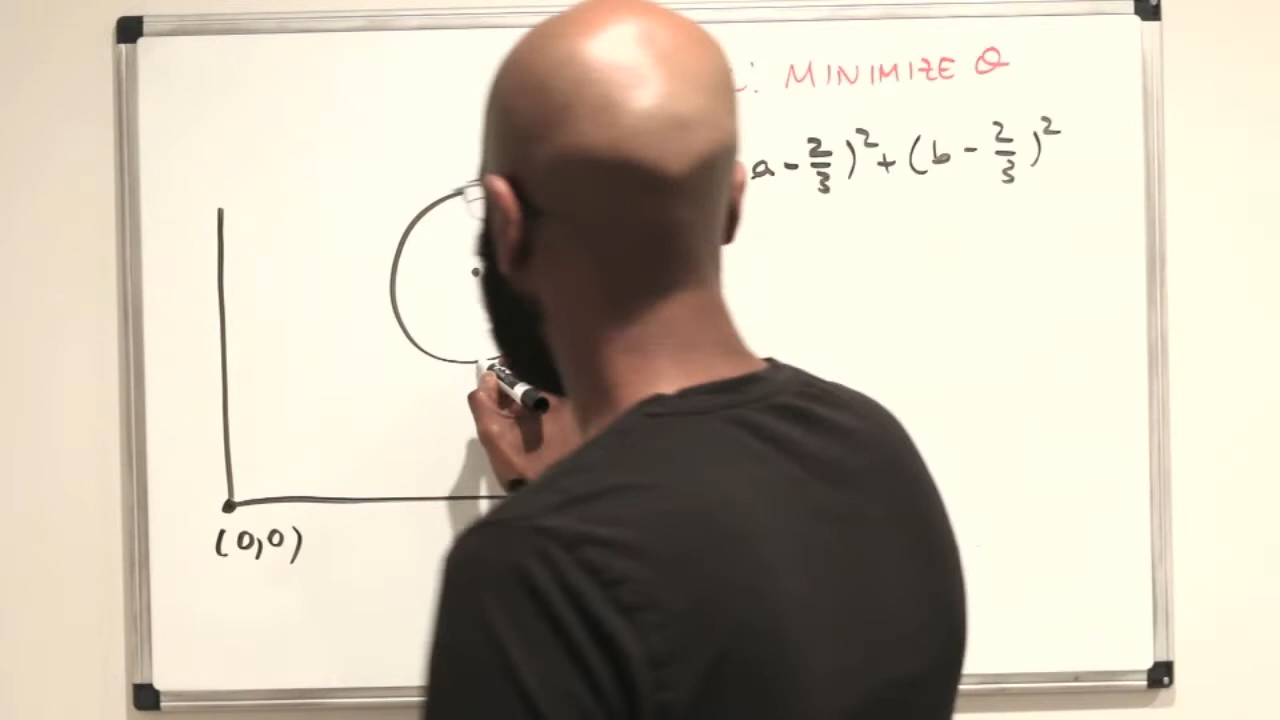 : MINIMIZE Q
a - 2/3)² + (b - 2/3)²
(0,0)